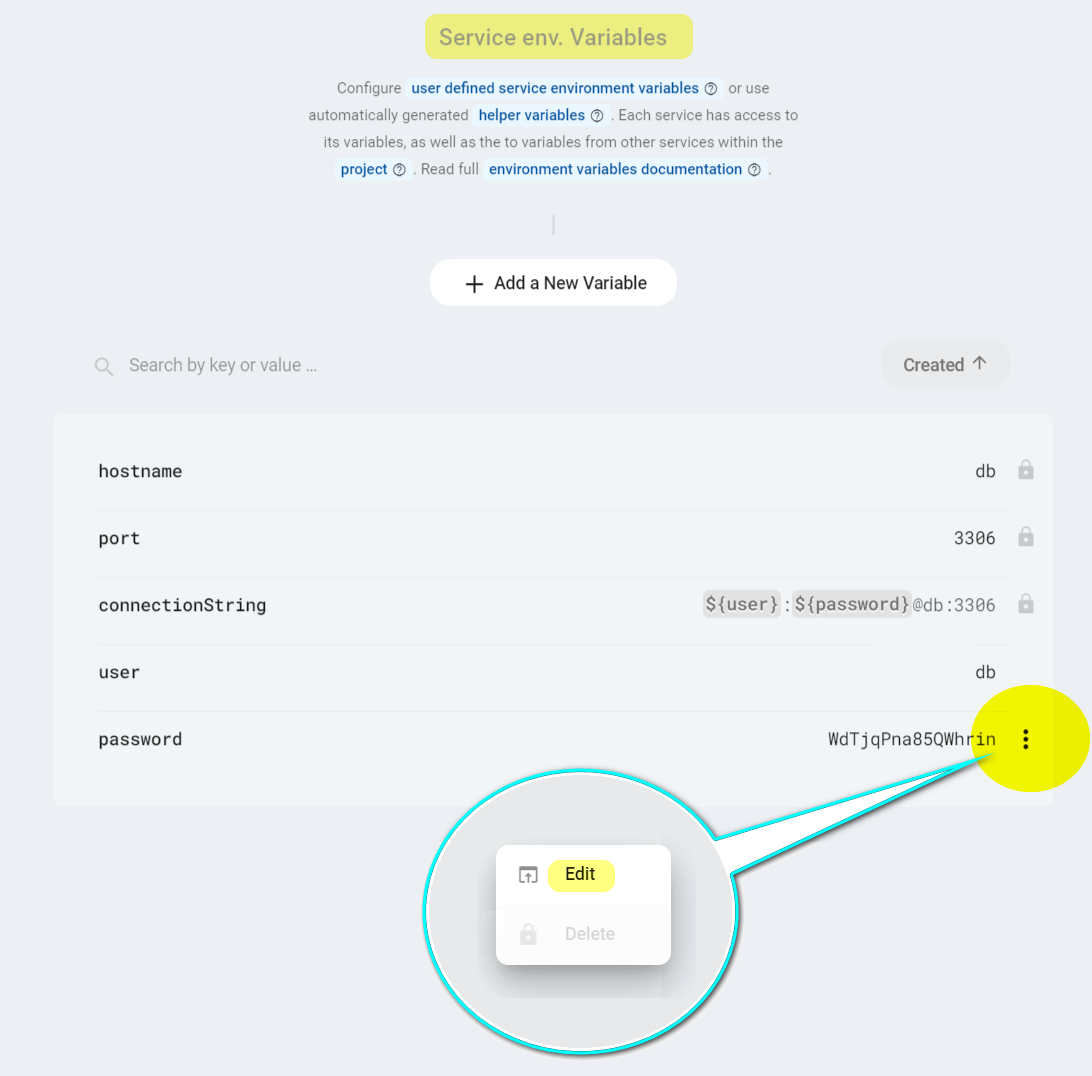 Service env. Variables
Configure user defined service environment variables or use
automatically generated helper variables . Each service has access to
its variables, as well as the to variables from other services within the
project . Read full environment variables documentation .
+ Add a New Variable
Search by key or value ...
Created ↑
hostname db
port 3306
connectionString ${user}:${password}@db:3306
user db
password WdTjqPna85QWhrin
Edit
Delete